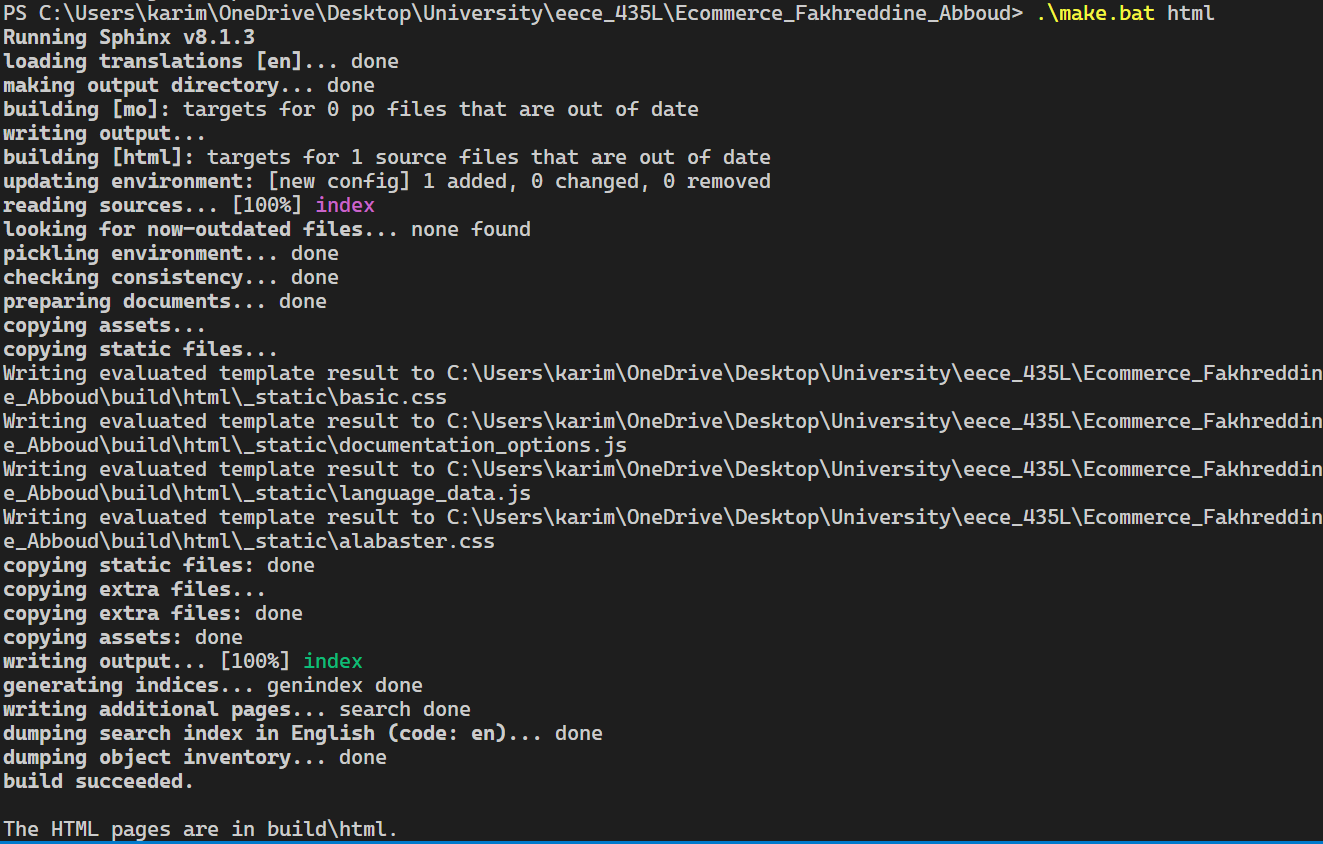 PS C:\Users\karim\OneDrive\Desktop\University\eece_435L\Ecommerce_Fakhreddine_Abboud> .\make.bat html
Running Sphinx v8.1.3
loading translations [en]... done
making output directory... done
building [mo]: targets for 0 po files that are out of date
writing output...
building [html]: targets for 1 source files that are out of date
updating environment: [new config] 1 added, 0 changed, 0 removed
reading sources... [100%] index
looking for now-outdated files... none found
pickling environment... done
checking consistency... done
preparing documents... done
copying assets...
copying static files...
Writing evaluated template result to C:\Users\karim\OneDrive\Desktop\University\eece_435L\Ecommerce_Fakhreddin
e_Abboud\build\html\_static\basic.css
Writing evaluated template result to C:\Users\karim\OneDrive\Desktop\University\eece_435L\Ecommerce_Fakhreddin
e_Abboud\build\html\_static\documentation_options.js
Writing evaluated template result to C:\Users\karim\OneDrive\Desktop\University\eece_435L\Ecommerce_Fakhreddin
e_Abboud\build\html\_static\language_data.js
Writing evaluated template result to C:\Users\karim\OneDrive\Desktop\University\eece_435L\Ecommerce_Fakhreddin
e_Abboud\build\html\_static\alabaster.css
copying static files: done
copying extra files...
copying extra files: done
copying assets: done
writing output... [100%] index
generating indices... genindex done
writing additional pages... search done
dumping search index in English (code: en)... done
dumping object inventory... done
build succeeded.

The HTML pages are in build\html.